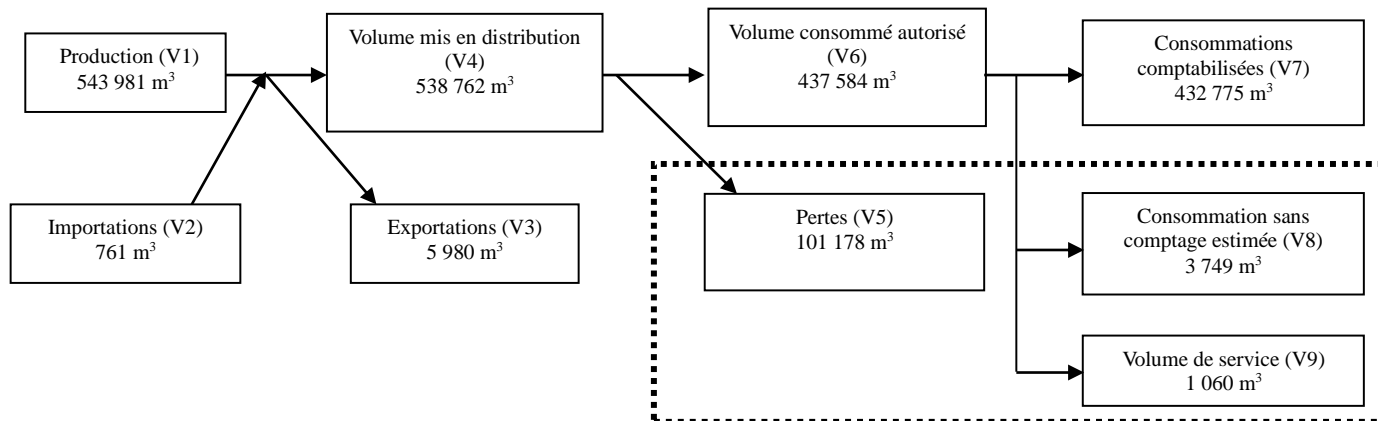 Production (V1)
543 981 m³
Volume mis en distribution
(V4)
538 762 m³
Volume consommé autorisé
(V6)
437 584 m³
Consommations
comptabilisées (V7)
432 775 m³
Importations (V2)
761 m³
Exportations (V3)
5 980 m³
Pertes (V5)
101 178 m³
Consommation sans
comptage estimée (V8)
3 749 m³
Volume de service (V9)
1 060 m³